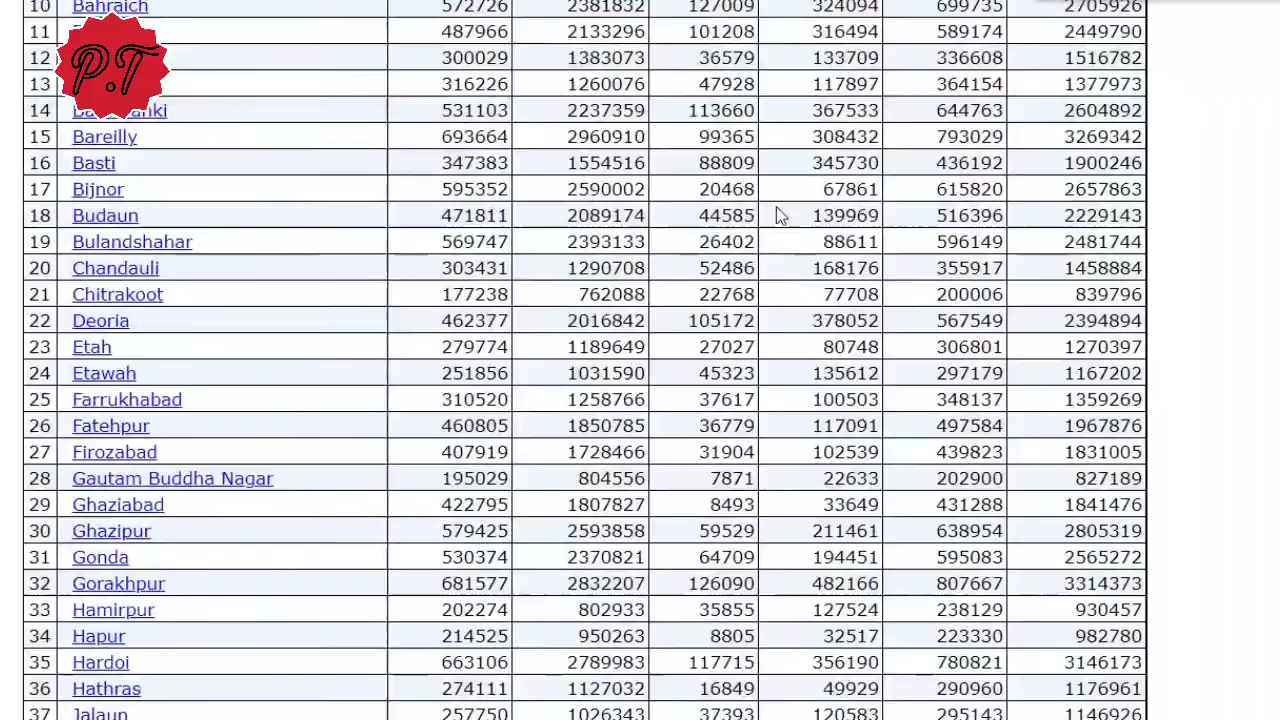 10 Bahraich 572726 2381832 127009 324094 699735 2705926
11 487966 2133296 101208 316494 589174 2449790
12 300029 1383073 36579 133709 336608 1516782
13 316226 1260076 47928 117897 364154 1377973
14 531103 2237359 113660 367533 644763 2604892
15 Bareilly 693664 2960910 99365 308432 793029 3269342
16 Basti 347383 1554516 88809 345730 436192 1900246
17 Bijnor 595352 2590002 20468 67861 615820 2657863
18 Budaun 471811 2089174 44585 139969 516396 2229143
19 Bulandshahar 569747 2393133 26402 88611 596149 2481744
20 Chandauli 303431 1290708 52486 168176 355917 1458884
21 Chitrakoot 177238 762088 22768 77708 200006 839796
22 Deoria 462377 2016842 105172 378052 567549 2394894
23 Etah 279774 1189649 27027 80748 306801 1270397
24 Etawah 251856 1031590 45323 135612 297179 1167202
25 Farrukhabad 310520 1258766 37617 100503 348137 1359269
26 Fatehpur 460805 1850785 36779 117091 497584 1967876
27 Firozabad 407919 1728466 31904 102539 439823 1831005
28 Gautam Buddha Nagar 195029 804556 7871 22633 202900 827189
29 Ghaziabad 422795 1807827 8493 33649 431288 1841476
30 Ghazipur 579425 2593858 59529 211461 638954 2805319
31 Gonda 530374 2370821 64709 194451 595083 2565272
32 Gorakhpur 681577 2832207 126090 482166 807667 3314373
33 Hamirpur 202274 802933 35855 127524 238129 930457
34 Hapur 214525 950263 8805 32517 223330 982780
35 Hardoi 663106 2789983 117715 356190 780821 3146173
36 Hathras 274111 1127032 16849 49929 290960 1176961
37 Jalaun 257750 1026343 37393 120583 295143 1146926
P.T